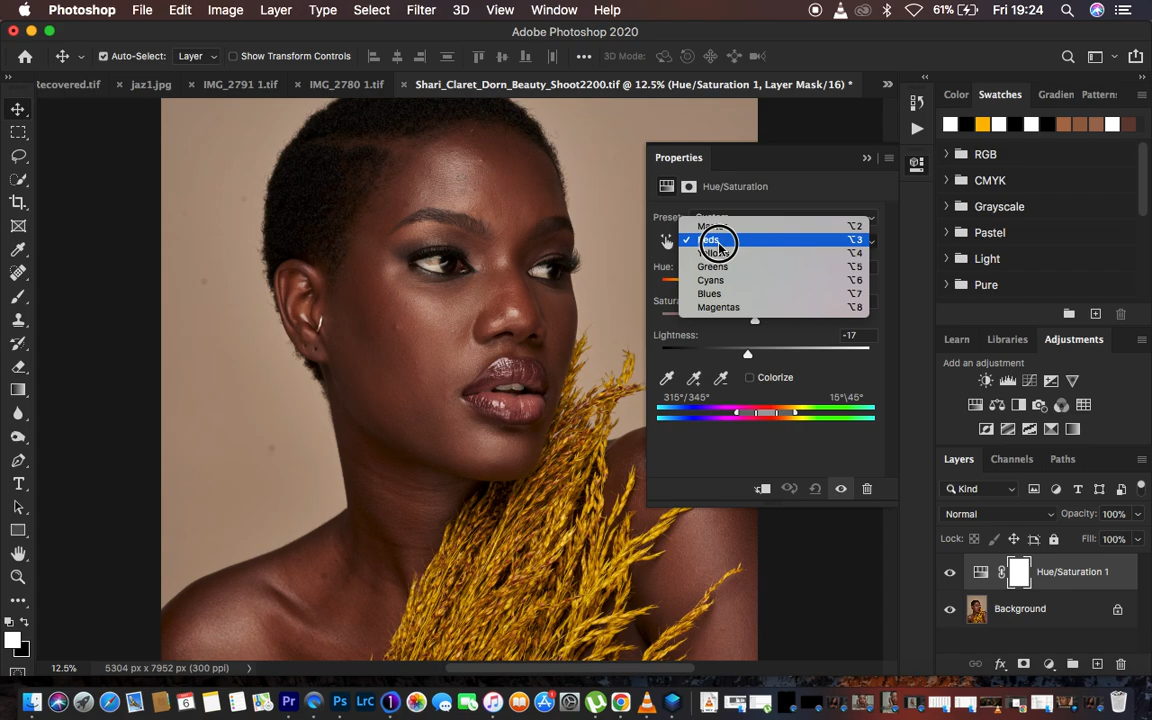 Photoshop File Edit Image Layer Type Select Filter 3D View Window Help 61% Fri 19:24
Adobe Photoshop 2020
Auto-Select: Layer Show Transform Controls 3D Mode:
Recovered.tif × jaz1.jpg × IMG_2791 1.tif × IMG_2780 1.tif × Shari_Claret_Dorn_Beauty_Shoot2200.tif @ 12.5% (Hue/Saturation 1, Layer Mask/16) *
Color Swatches Gradien Pattern:
RGB
CMYK
Grayscale
Pastel
Light
Pure
Properties
Hue/Saturation
Preset: Custom
⌥2
Reds ⌥3
Yellows ⌥4
Greens ⌥5
Cyans ⌥6
Blues ⌥7
Magentas ⌥8
Hue:
Satura
Lightness: -17
Colorize
315°/345° 15°\45°
Learn Libraries Adjustments
Add an adjustment
Layers Channels Paths
Kind
Normal Opacity: 100%
Lock: Fill: 100%
Hue/Saturation 1
Background
12.5% 5304 px x 7952 px (300 ppi)
Pr Ps LrC